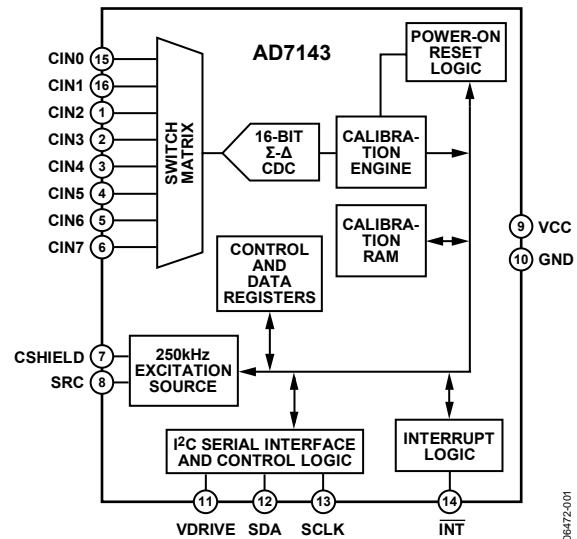 AD7143
POWER-ON
RESET
LOGIC
CIN0 15
CIN1 16
CIN2 1
CIN3 2
CIN4 3
CIN5 4
CIN6 5
CIN7 6
SWITCH
MATRIX
16-BIT
Σ-Δ
CDC
CALIBRA-
TION
ENGINE
CALIBRA-
TION
RAM
9 VCC
10 GND
CONTROL
AND
DATA
REGISTERS
CSHIELD 7
SRC 8
250kHz
EXCITATION
SOURCE
I²C SERIAL INTERFACE
AND CONTROL LOGIC
INTERRUPT
LOGIC
11 12 13 14
VDRIVE SDA SCLK INT
06472-001